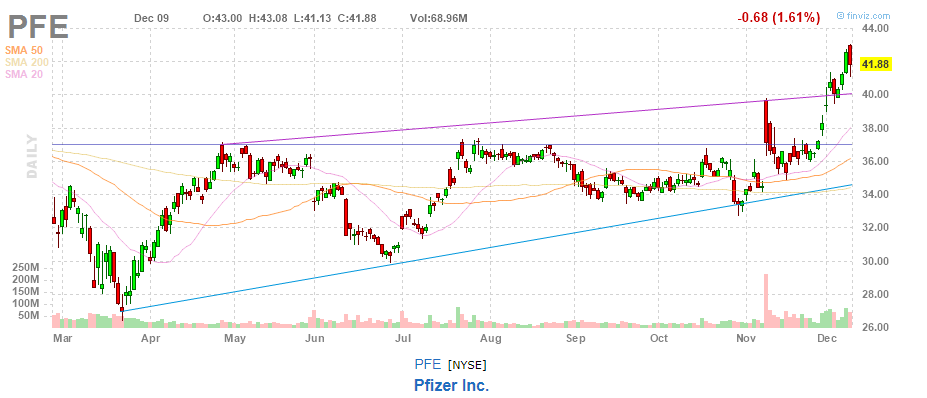 PFE
Dec 09 O:43.00 H:43.08 L:41.13 C:41.88 Vol:68.96M -0.68 (1.61%) © finviz.com
SMA 50
SMA 200
SMA 20
DAILY
44.00
41.88
40.00
38.00
36.00
34.00
32.00
30.00
28.00
26.00
250M
200M
150M
100M
50M
Mar Apr May Jun Jul Aug Sep Oct Nov Dec
PFE [NYSE]
Pfizer Inc.